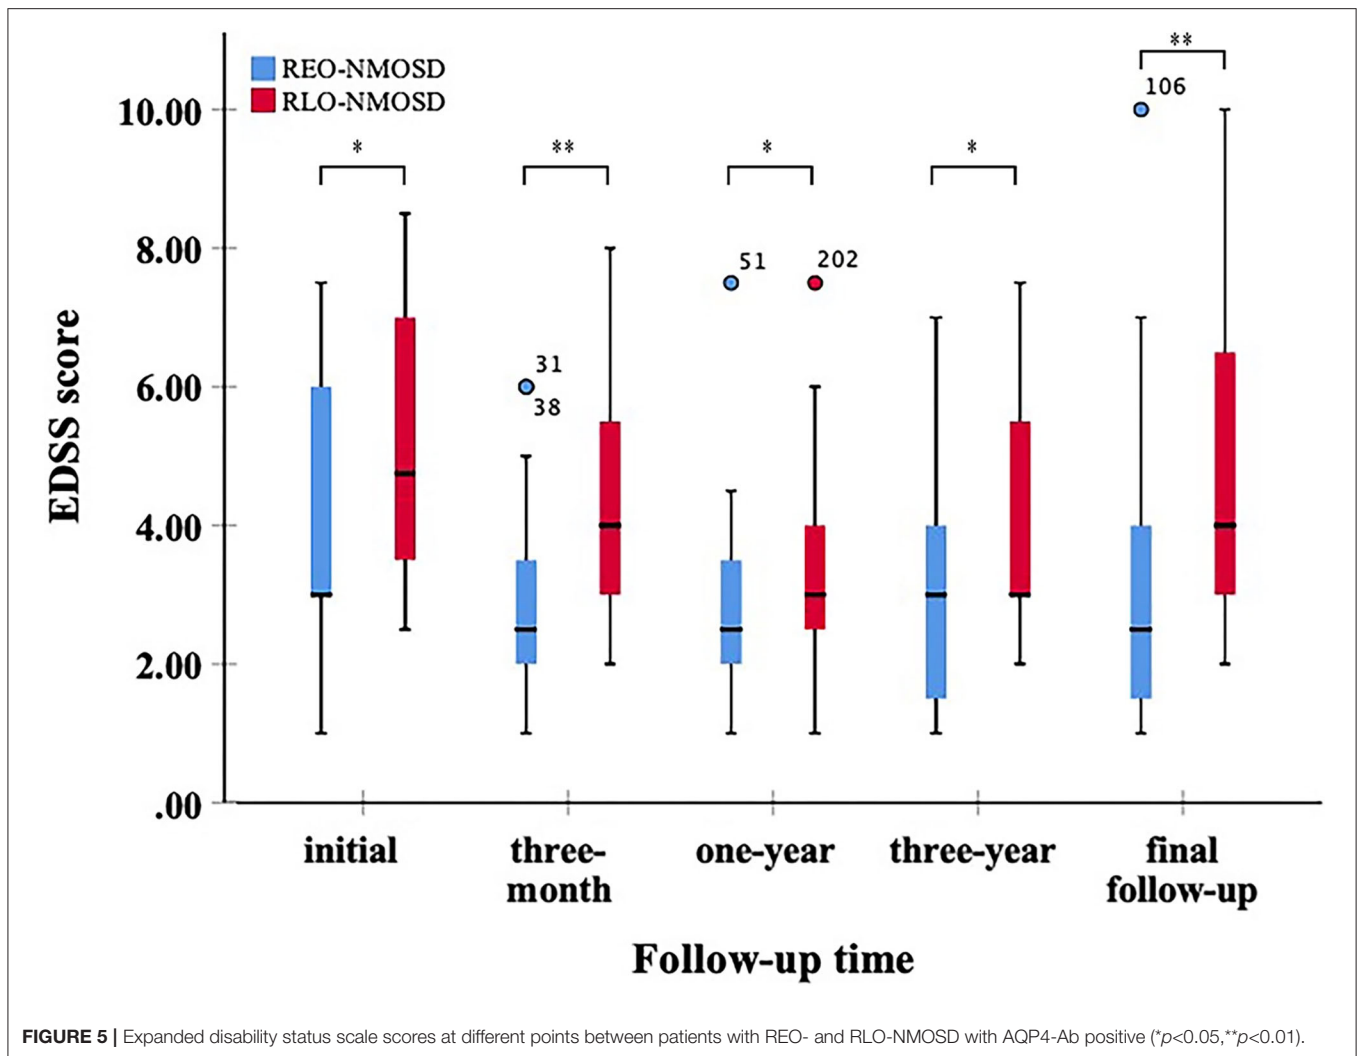 REO-NMOSD
RLO-NMOSD
**
106
10.00
*
**
*
*
8.00
51
202
31
6.00
38
EDSS score
4.00
2.00
.00
initial
three-
month
one-year
three-year
final
follow-up
Follow-up time
FIGURE 5 | Expanded disability status scale scores at different points between patients with REO- and RLO-NMOSD with AQP4-Ab positive (*p<0.05,**p<0.01).